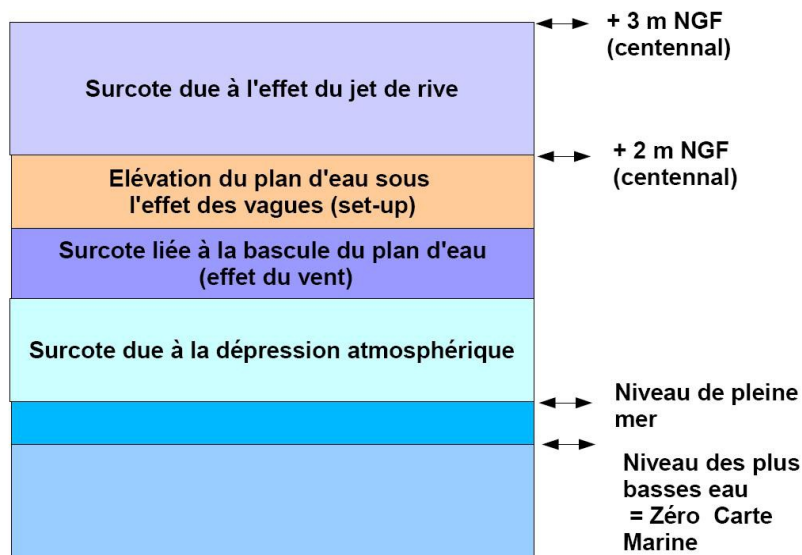 + 3 m NGF
(centennal)
Surcote due à l'effet du jet de rive
+ 2 m NGF
(centennal)
Elévation du plan d'eau sous
l'effet des vagues (set-up)
Surcote liée à la bascule du plan d'eau
(effet du vent)
Surcote due à la dépression atmosphérique
Niveau de pleine
mer
Niveau des plus
basses eau
= Zéro Carte
Marine